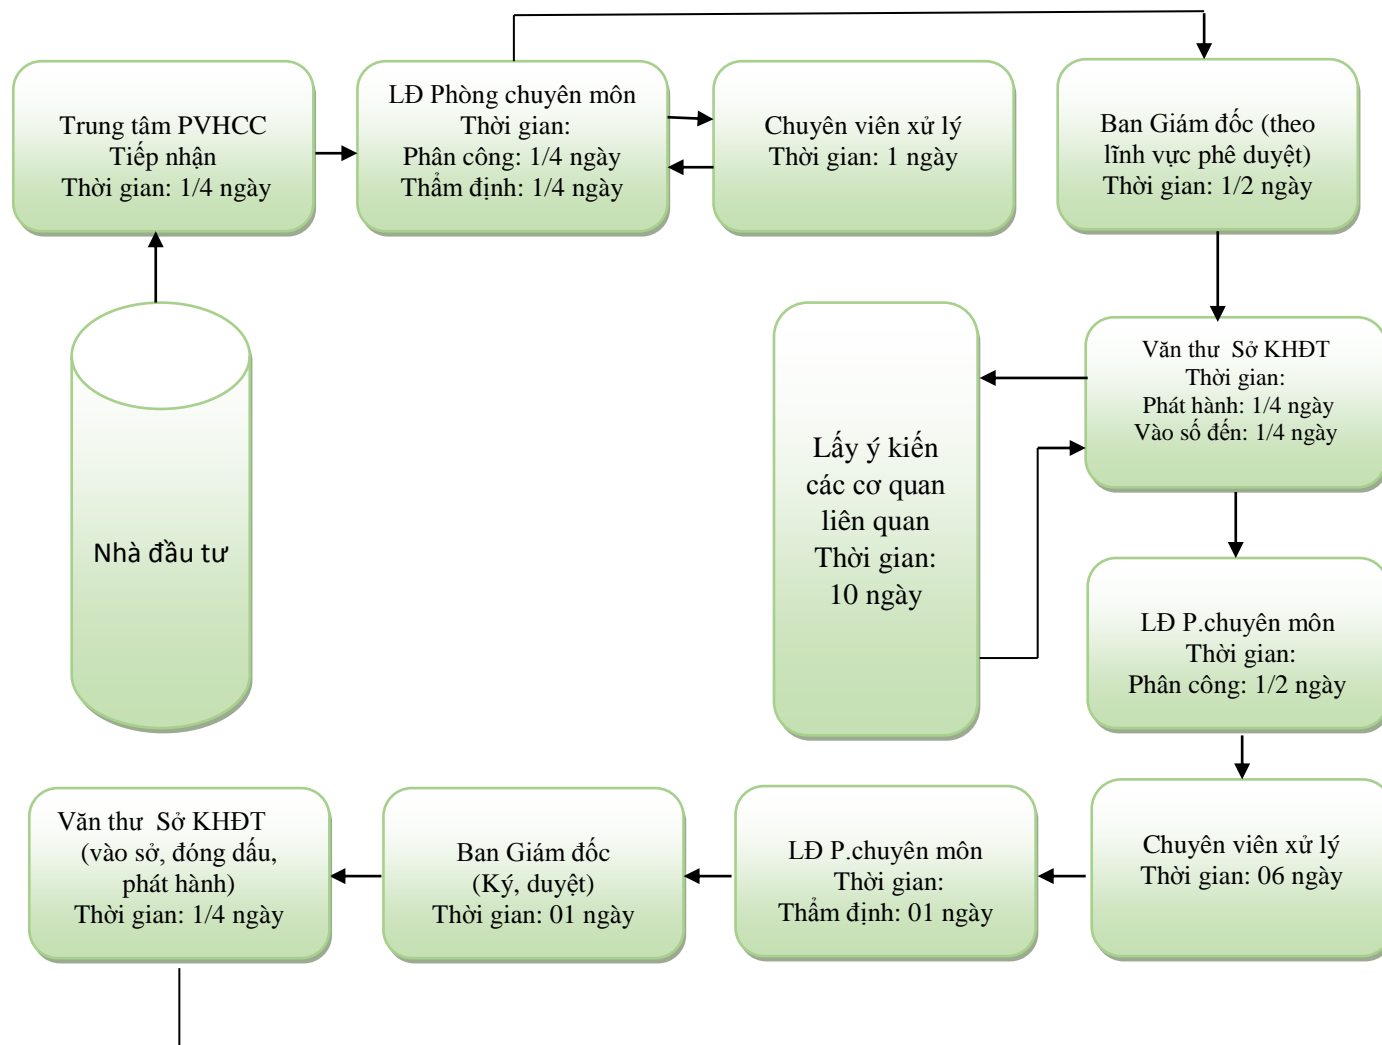 Trung tâm PVHCC
Tiếp nhận
Thời gian: 1/4 ngày
LĐ Phòng chuyên môn
Thời gian:
Phân công: 1/4 ngày
Thẩm định: 1/4 ngày
Chuyên viên xử lý
Thời gian: 1 ngày
Ban Giám đốc (theo
lĩnh vực phê duyệt)
Thời gian: 1/2 ngày
Nhà đầu tư
Lấy ý kiến
các cơ quan
liên quan
Thời gian:
10 ngày
Văn thư Sở KHĐT
Thời gian:
Phát hành: 1/4 ngày
Vào số đến: 1/4 ngày
LĐ P.chuyên môn
Thời gian:
Phân công: 1/2 ngày
Chuyên viên xử lý
Thời gian: 06 ngày
LĐ P.chuyên môn
Thời gian:
Thẩm định: 01 ngày
Ban Giám đốc
(Ký, duyệt)
Thời gian: 01 ngày
Văn thư Sở KHĐT
(vào sở, đóng dấu,
phát hành)
Thời gian: 1/4 ngày